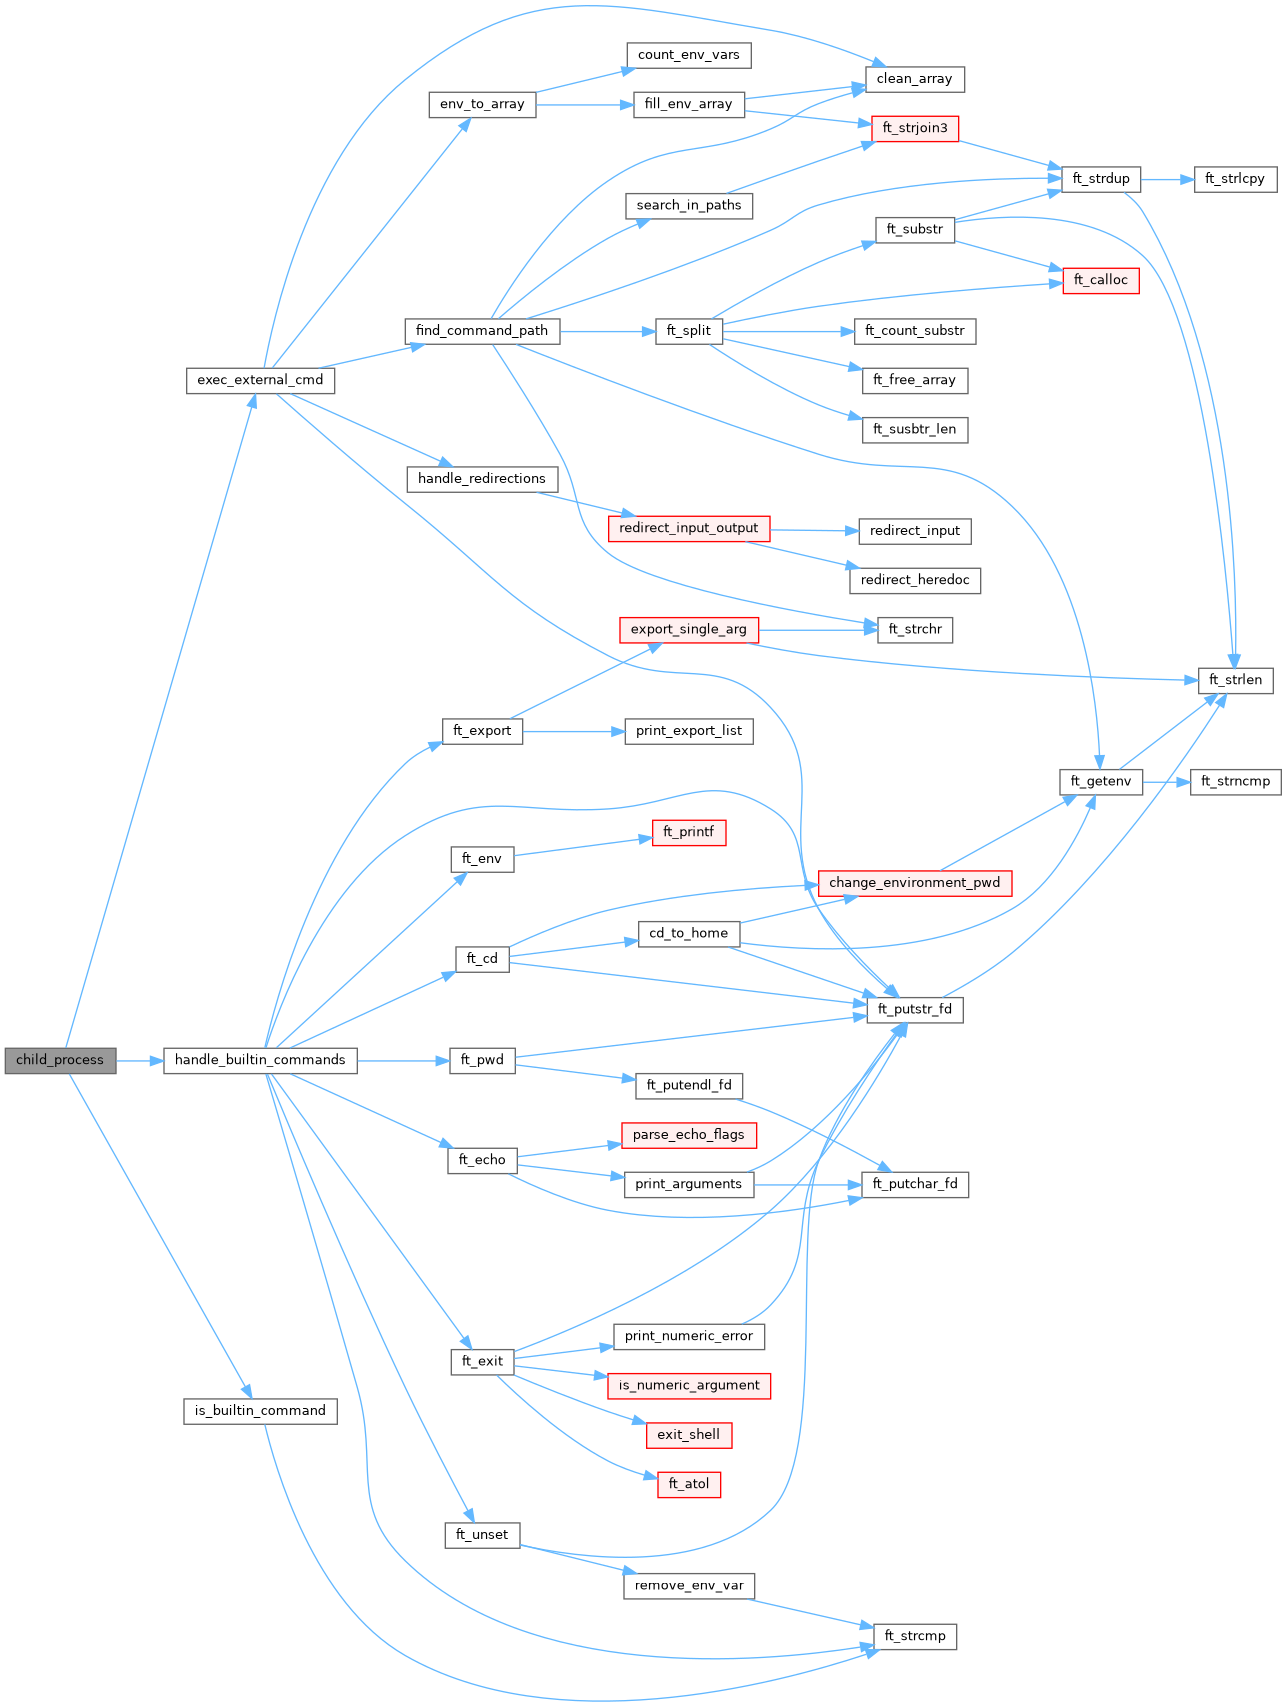 count_env_vars
clean_array
env_to_array
fill_env_array
ft_strjoin3
ft_strdup
ft_strlcpy
search_in_paths
ft_substr
ft_calloc
find_command_path
ft_split
ft_count_substr
exec_external_cmd
ft_free_array
ft_susbtr_len
handle_redirections
redirect_input_output
redirect_input
redirect_heredoc
export_single_arg
ft_strchr
ft_strlen
ft_export
print_export_list
ft_getenv
ft_strncmp
ft_printf
ft_env
change_environment_pwd
cd_to_home
ft_cd
ft_putstr_fd
child_process
handle_builtin_commands
ft_pwd
ft_putendl_fd
parse_echo_flags
ft_echo
print_arguments
ft_putchar_fd
print_numeric_error
ft_exit
is_numeric_argument
is_builtin_command
exit_shell
ft_atol
ft_unset
remove_env_var
ft_strcmp